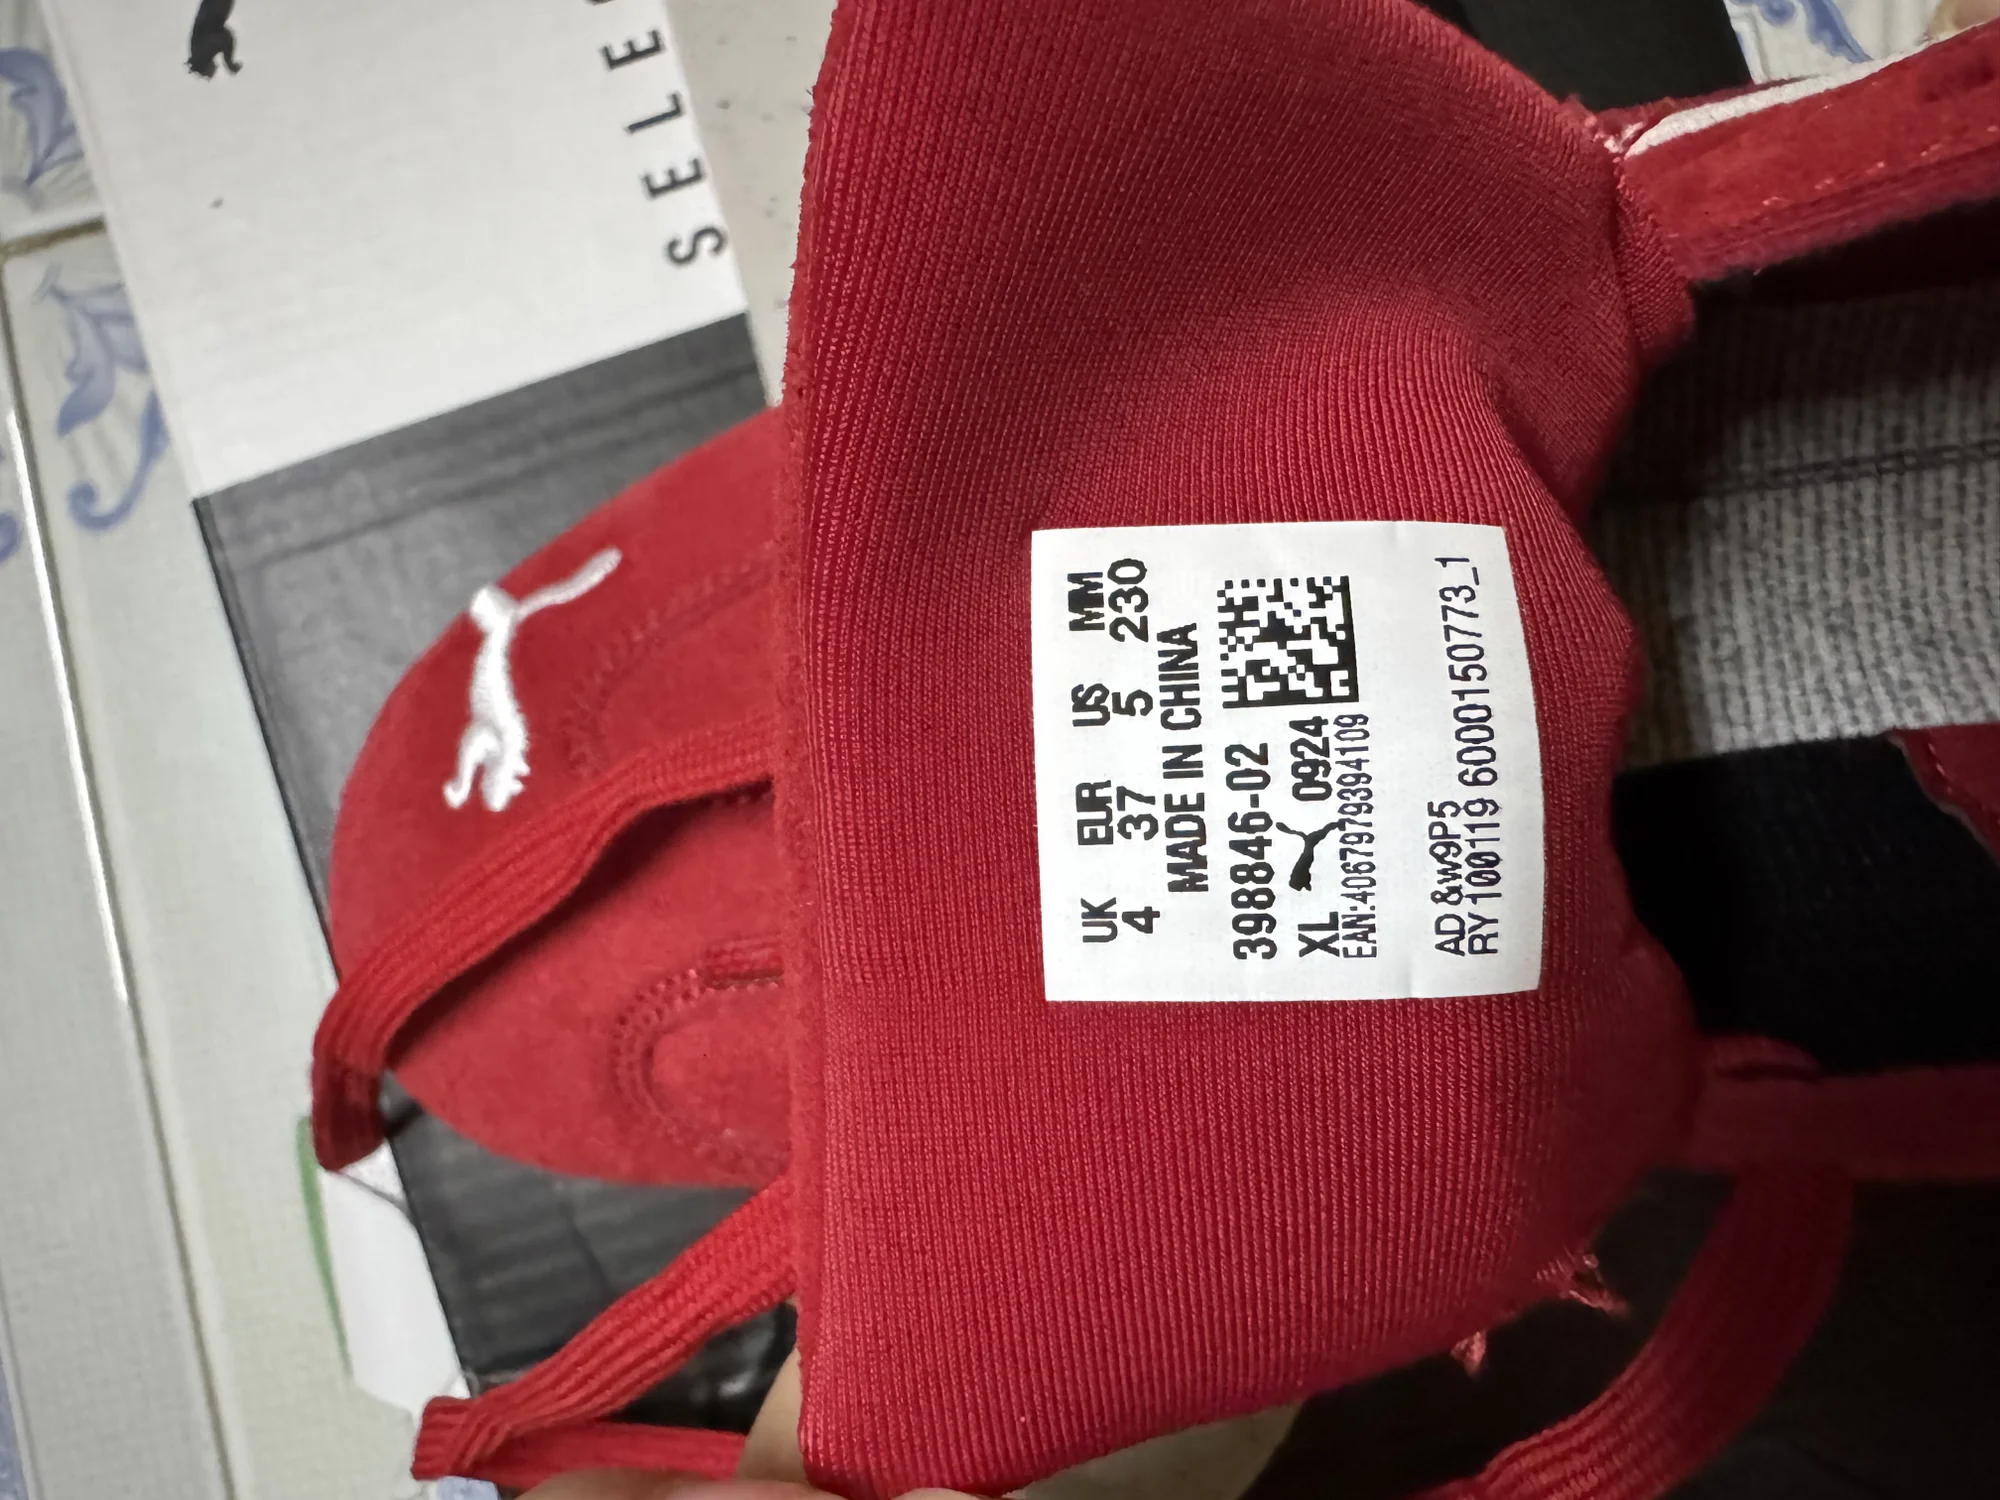 SELE
UK EUR US MM
4 37 5 230
MADE IN CHINA
398846-02
XL 0924
EAN:4067979394109
AD &w9P5
RY 100119 6000150773_1